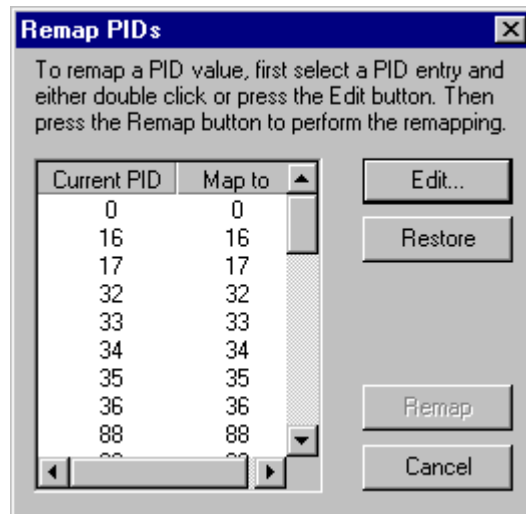 Remap PIDs
To remap a PID value, first select a PID entry and
either double click or press the Edit button. Then
press the Remap button to perform the remapping.
Current PID Map to
0 0
16 16
17 17
32 32
33 33
34 34
35 35
36 36
88 88
Edit...
Restore
Remap
Cancel